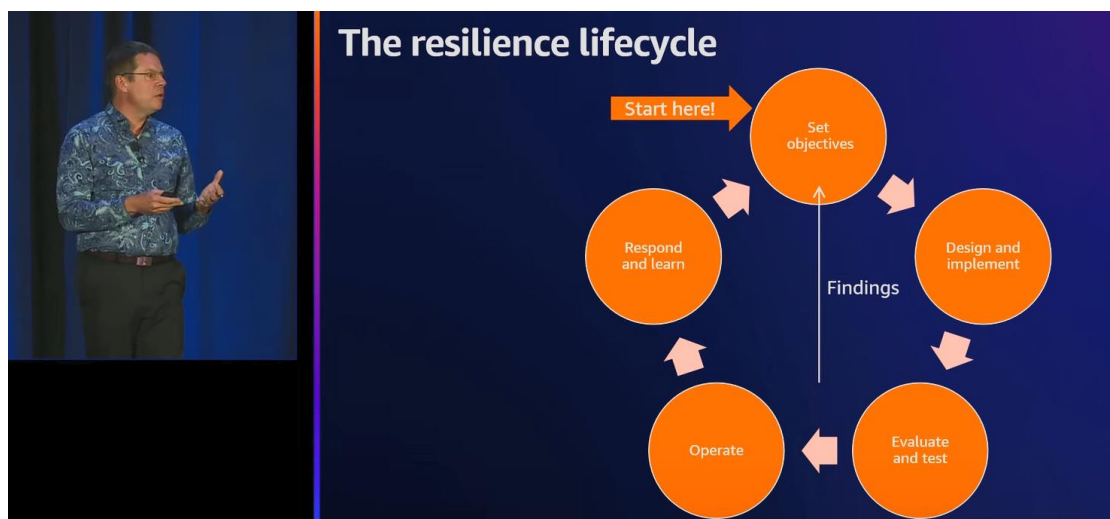 The resilience lifecycle
Start here!
Set
objectives
Respond
and learn
Design and
implement
Findings
Operate
Evaluate
and test